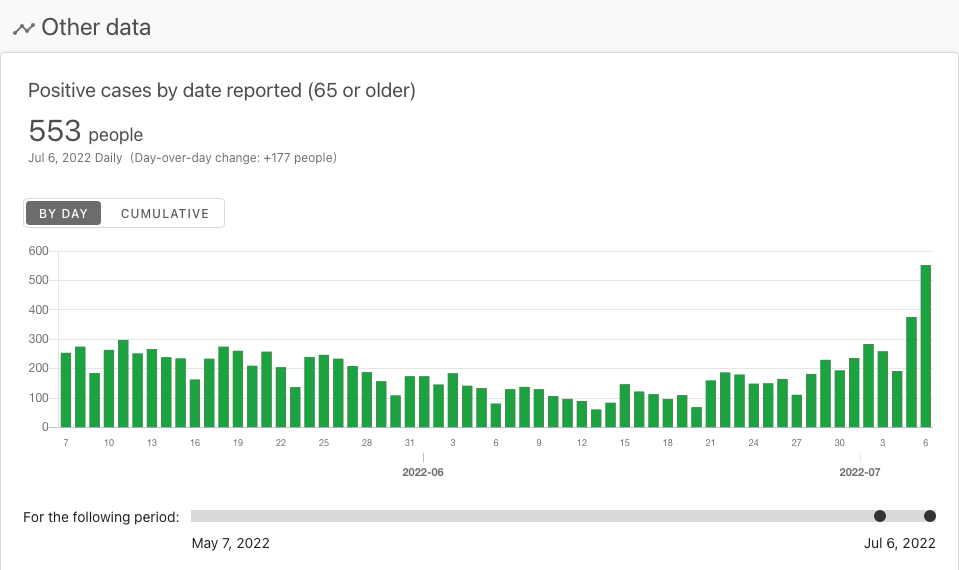 Other data
Positive cases by date reported (65 or older)
553 people
Jul 6, 2022 Daily (Day-over-day change: +177 people)
BY DAY CUMULATIVE
600
500
400
300
200
100
0
7 10 13 16 19 22 25 28 31 3 6 9 12 15 18 21 24 27 30 3 6
2022-06 2022-07
For the following period:
May 7, 2022 Jul 6, 2022